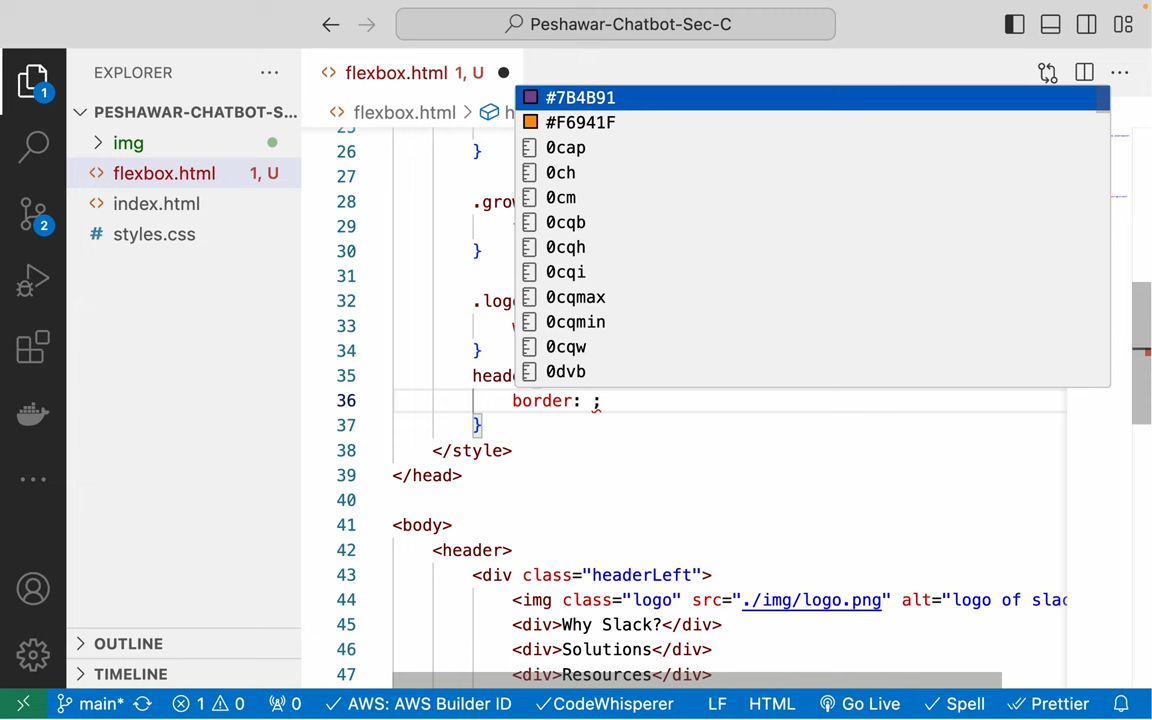 Peshawar-Chatbot-Sec-C
EXPLORER
PESHAWAR-CHATBOT-S...
img
flexbox.html 1, U
index.html
styles.css
OUTLINE
TIMELINE
1
2
flexbox.html 1, U
flexbox.html > h
#7B4B91
#F6941F
0cap
0ch
0cm
0cqb
0cqh
0cqi
0cqmax
0cqmin
0cqw
0dvb
25
26 }
27
28 .grow
29
30 }
31
32 .logo
33 w
34 }
35 heade
36 border: ;
37 }
38 </style>
39 </head>
40
41 <body>
42 <header>
43 <div class="headerLeft">
44 <img class="logo" src="./img/logo.png" alt="logo of slac
45 <div>Why Slack?</div>
46 <div>Solutions</div>
47 <div>Resources</div>
main* 1 0 0 AWS: AWS Builder ID CodeWhisperer LF HTML Go Live Spell Prettier